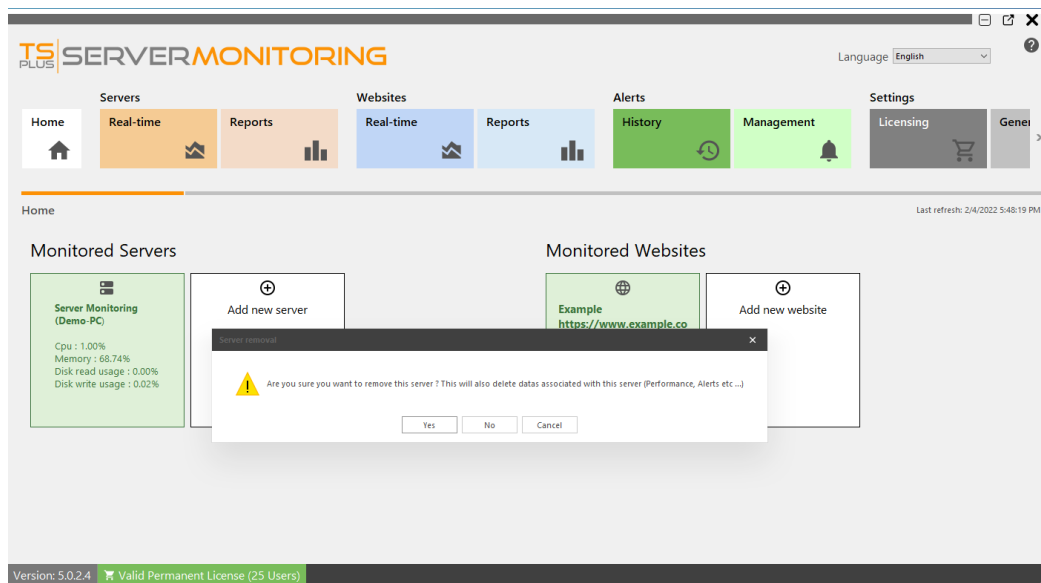 TS PLUS SERVERMONITORING
Language English
Servers Websites Alerts Settings
Home Real-time Reports Real-time Reports History Management Licensing Gener
Home
Last refresh: 2/4/2022 5:48:19 PM
Monitored Servers
Monitored Websites
Server Monitoring
(Demo-PC)
Cpu : 1.00%
Memory : 68.74%
Disk read usage : 0.00%
Disk write usage : 0.02%
Add new server
Example
https://www.example.co
Add new website
Server removal
Are you sure you want to remove this server ? This will also delete datas associated with this server (Performance, Alerts etc ...)
Yes No Cancel
Version: 5.0.2.4 Valid Permanent License (25 Users)